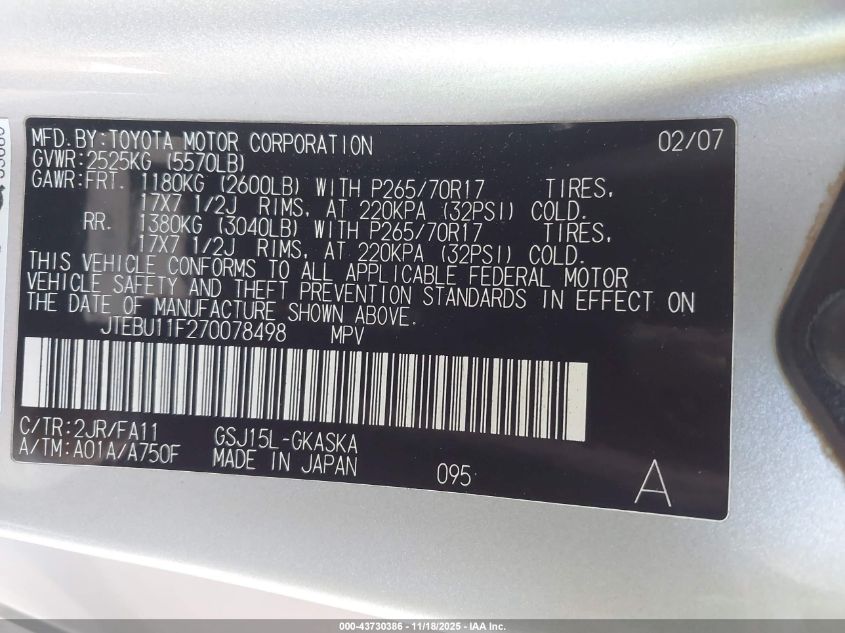 MFD.BY:TOYOTA MOTOR CORPORATION 02/07
GVWR:2525KG (5570LB)
GAWR:FRT. 1180KG (2600LB) WITH P265/70R17 TIRES,
17X7 1/2J RIMS, AT 220KPA (32PSI) COLD.
RR. 1380KG (3040LB) WITH P265/70R17 TIRES,
17X7 1/2J RIMS, AT 220KPA (32PSI) COLD.
THIS VEHICLE CONFORMS TO ALL APPLICABLE FEDERAL MOTOR
VEHICLE SAFETY AND THEFT PREVENTION STANDARDS IN EFFECT ON
THE DATE OF MANUFACTURE SHOWN ABOVE.
JTEBU11F270078498 MPV
C/TR:2JR/FA11 GSJ15L-GKASKA
A/TM:A01A/A750F MADE IN JAPAN 095 A
000-43730386 - 11/18/2025 - IAA Inc.